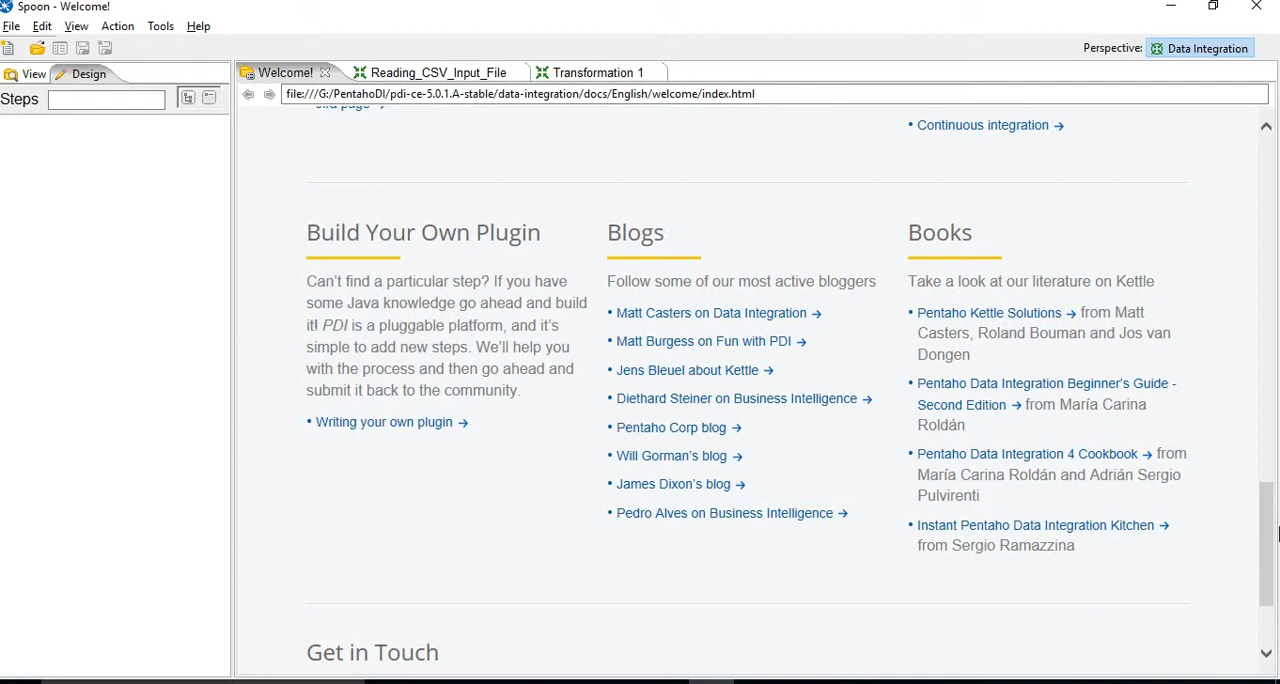 Spoon - Welcome!
File Edit View Action Tools Help
Perspective: Data Integration
View Design
Welcome! Reading_CSV_Input_File Transformation 1
Steps
file:///G:/PentahoDI/pdi-ce-5.0.1.A-stable/data-integration/docs/English/welcome/index.html
• Continuous integration →
Build Your Own Plugin
Can't find a particular step? If you have
some Java knowledge go ahead and build
it! PDI is a pluggable platform, and it's
simple to add new steps. We'll help you
with the process and then go ahead and
submit it back to the community.
• Writing your own plugin →
Blogs
Follow some of our most active bloggers
• Matt Casters on Data Integration →
• Matt Burgess on Fun with PDI →
• Jens Bleuel about Kettle →
• Diethard Steiner on Business Intelligence →
• Pentaho Corp blog →
• Will Gorman's blog →
• James Dixon's blog →
• Pedro Alves on Business Intelligence →
Books
Take a look at our literature on Kettle
• Pentaho Kettle Solutions → from Matt
Casters, Roland Bouman and Jos van
Dongen
• Pentaho Data Integration Beginner's Guide -
Second Edition → from María Carina
Roldán
• Pentaho Data Integration 4 Cookbook → from
María Carina Roldán and Adrián Sergio
Pulvirenti
• Instant Pentaho Data Integration Kitchen →
from Sergio Ramazzina
Get in Touch